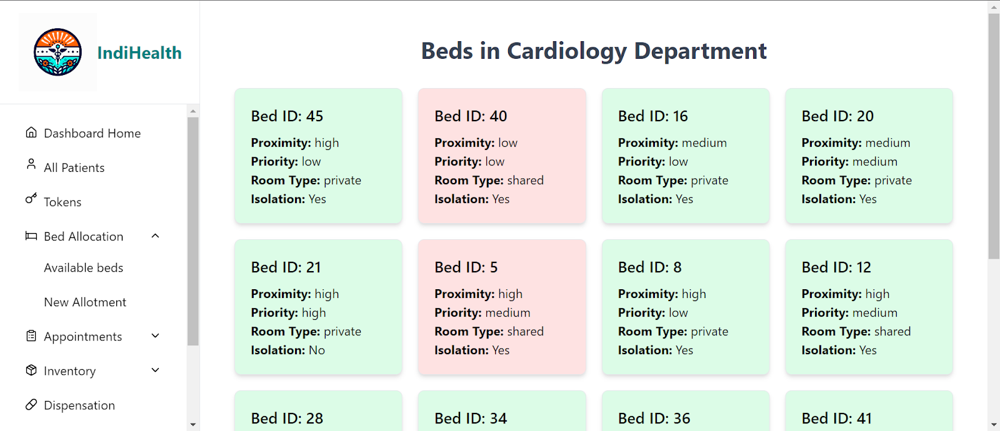 IndiHealth
Dashboard Home
All Patients
Tokens
Bed Allocation
Available beds
New Allotment
Appointments
Inventory
Dispensation
Beds in Cardiology Department
Bed ID: 45
Proximity: high
Priority: low
Room Type: private
Isolation: Yes
Bed ID: 40
Proximity: low
Priority: low
Room Type: shared
Isolation: Yes
Bed ID: 16
Proximity: medium
Priority: low
Room Type: private
Isolation: Yes
Bed ID: 20
Proximity: medium
Priority: medium
Room Type: private
Isolation: Yes
Bed ID: 21
Proximity: high
Priority: high
Room Type: private
Isolation: No
Bed ID: 5
Proximity: high
Priority: medium
Room Type: shared
Isolation: Yes
Bed ID: 8
Proximity: high
Priority: low
Room Type: private
Isolation: Yes
Bed ID: 12
Proximity: high
Priority: medium
Room Type: shared
Isolation: Yes
Bed ID: 28
Bed ID: 34
Bed ID: 36
Bed ID: 41